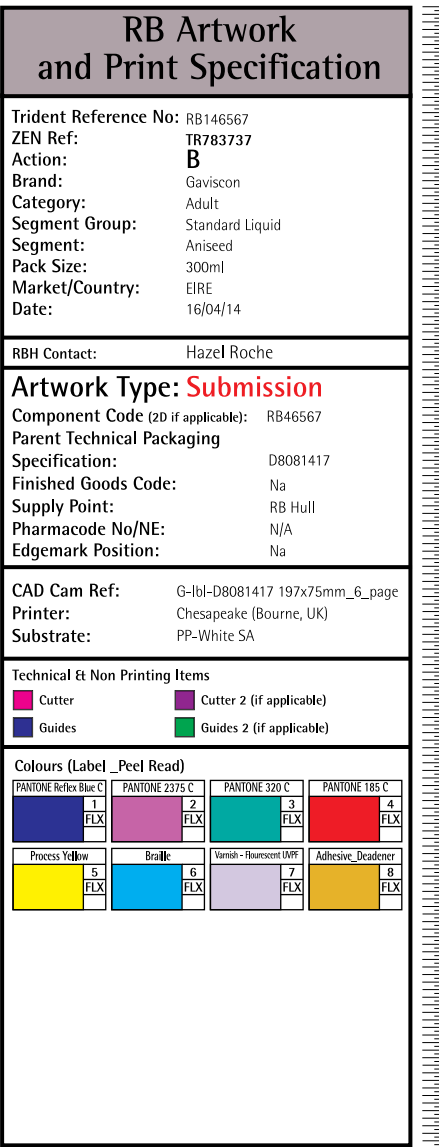 RB Artwork
and Print Specification
Trident Reference No: RB146567
ZEN Ref: TR783737
Action: B
Brand: Gaviscon
Category: Adult
Segment Group: Standard Liquid
Segment: Aniseed
Pack Size: 300ml
Market/Country: EIRE
Date: 16/04/14
RBH Contact: Hazel Roche
Artwork Type: Submission
Component Code (2D if applicable): RB46567
Parent Technical Packaging
Specification: D8081417
Finished Goods Code: Na
Supply Point: RB Hull
Pharmacode No/NE: N/A
Edgemark Position: Na
CAD Cam Ref: G-lbl-D8081417 197x75mm_6_page
Printer: Chesapeake (Bourne, UK)
Substrate: PP-White SA
Technical & Non Printing Items
Cutter Cutter 2 (if applicable)
Guides Guides 2 (if applicable)
Colours (Label _Peel Read)
PANTONE Reflex Blue C PANTONE 2375 C PANTONE 320 C PANTONE 185 C
1 2 3 4
FLX FLX FLX FLX
Process Yellow Braille Varnish - Flourescent UVPF Adhesive_Deadener
5 6 7 8
FLX FLX FLX FLX